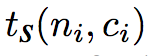 t_S(n_i, c_i)